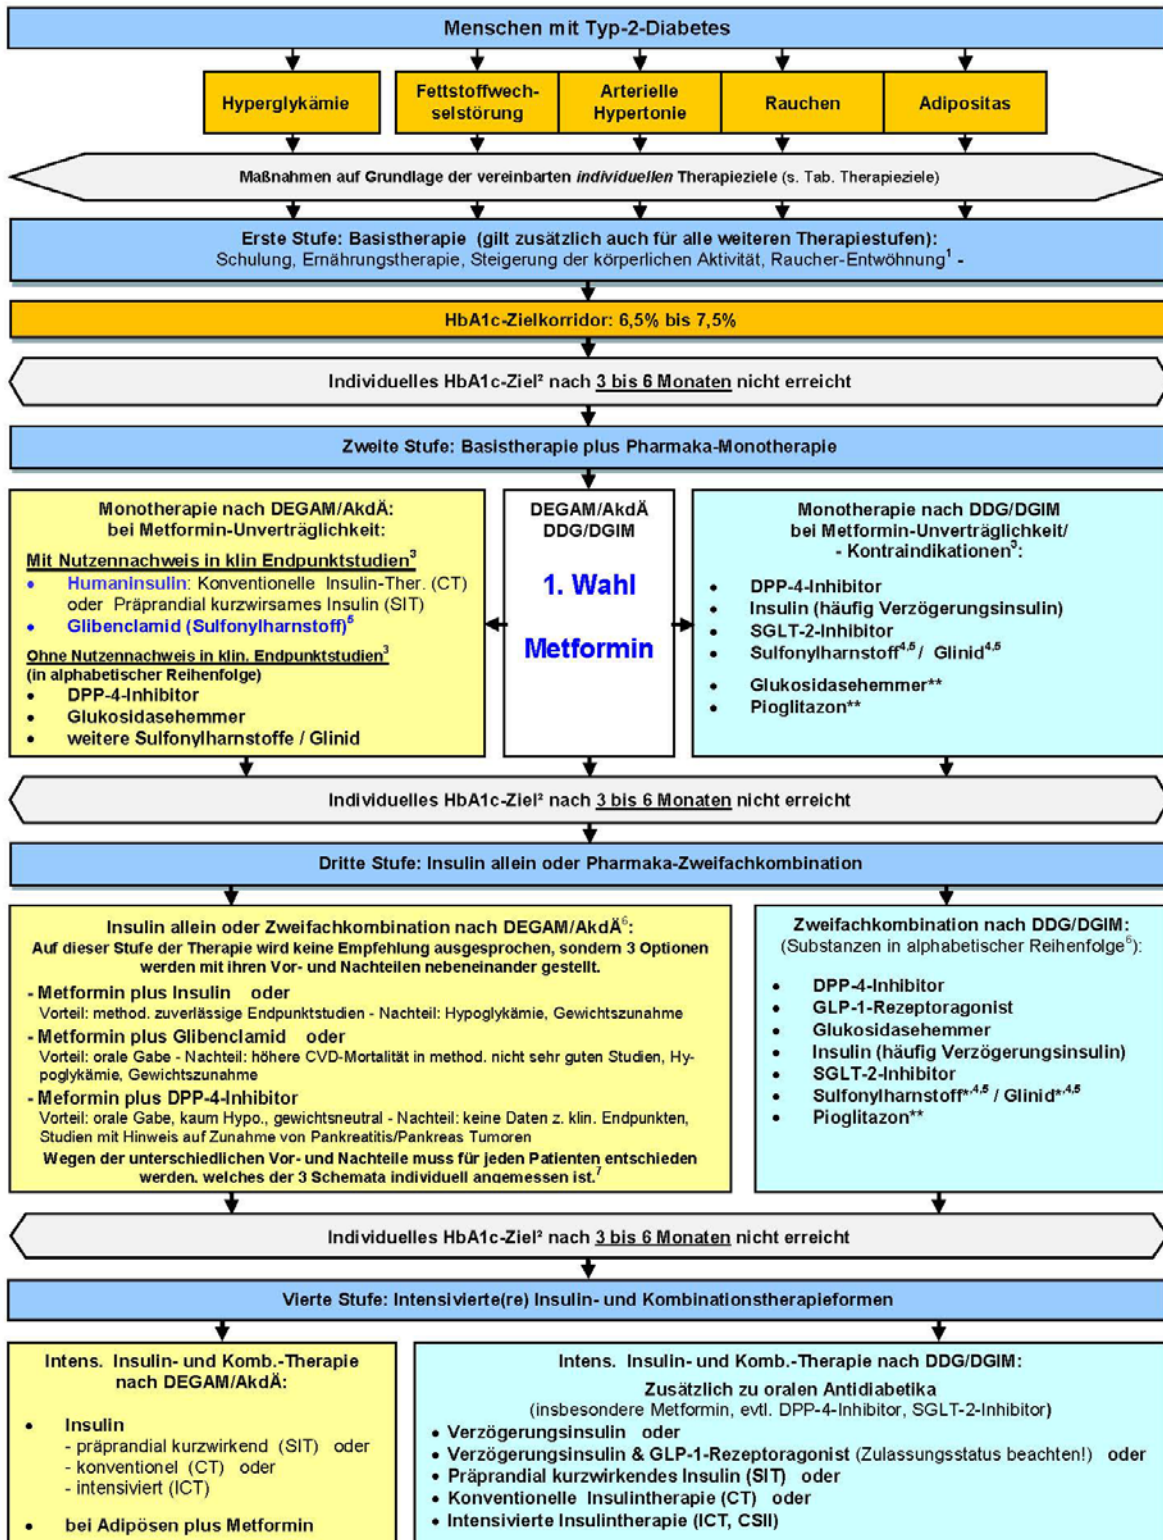 Menschen mit Typ-2-Diabetes
Hyperglykämie
Fettstoffwech-
selstörung
Arterielle
Hypertonie
Rauchen
Adipositas
Maßnahmen auf Grundlage der vereinbarten individuellen Therapieziele (s. Tab. Therapieziele)
Erste Stufe: Basistherapie (gilt zusätzlich auch für alle weiteren Therapiestufen):
Schulung, Ernährungstherapie, Steigerung der körperlichen Aktivität, Raucher-Entwöhnung¹ -
HbA1c-Zielkorridor: 6,5% bis 7,5%
Individuelles HbA1c-Ziel² nach 3 bis 6 Monaten nicht erreicht
Zweite Stufe: Basistherapie plus Pharmaka-Monotherapie
Monotherapie nach DEGAM/AkdÄ:
bei Metformin-Unverträglichkeit:
Mit Nutzennachweis in klin Endpunktstudien³
• Humaninsulin: Konventionelle Insulin-Ther. (CT)
oder Präprandial kurzwirsames Insulin (SIT)
• Glibenclamid (Sulfonylharnstoff)⁵
Ohne Nutzennachweis in klin. Endpunktstudien³
(in alphabetischer Reihenfolge)
• DPP-4-Inhibitor
• Glukosidasehemmer
• weitere Sulfonylharnstoffe / Glinid
DEGAM/AkdÄ
DDG/DGIM
1. Wahl
Metformin
Monotherapie nach DDG/DGIM
bei Metformin-Unverträglichkeit/
- Kontraindikationen³:
• DPP-4-Inhibitor
• Insulin (häufig Verzögerungsinsulin)
• SGLT-2-Inhibitor
• Sulfonylharnstoff⁴,⁵ / Glinid⁴,⁵
• Glukosidasehemmer**
• Pioglitazon**
Individuelles HbA1c-Ziel² nach 3 bis 6 Monaten nicht erreicht
Dritte Stufe: Insulin allein oder Pharmaka-Zweifachkombination
Insulin allein oder Zweifachkombination nach DEGAM/AkdÄ⁶:
Auf dieser Stufe der Therapie wird keine Empfehlung ausgesprochen, sondern 3 Optionen
werden mit ihren Vor- und Nachteilen nebeneinander gestellt.
- Metformin plus Insulin oder
Vorteil: method. zuverlässige Endpunktstudien - Nachteil: Hypoglykämie, Gewichtszunahme
- Metformin plus Glibenclamid oder
Vorteil: orale Gabe - Nachteil: höhere CVD-Mortalität in method. nicht sehr guten Studien, Hy-
poglykämie, Gewichtszunahme
- Meformin plus DPP-4-Inhibitor
Vorteil: orale Gabe, kaum Hypo., gewichtsneutral - Nachteil: keine Daten z. klin. Endpunkten,
Studien mit Hinweis auf Zunahme von Pankreatitis/Pankreas Tumoren
Wegen der unterschiedlichen Vor- und Nachteile muss für jeden Patienten entschieden
werden, welches der 3 Schemata individuell angemessen ist.⁷
Zweifachkombination nach DDG/DGIM:
(Substanzen in alphabetischer Reihenfolge⁶):
• DPP-4-Inhibitor
• GLP-1-Rezeptoragonist
• Glukosidasehemmer
• Insulin (häufig Verzögerungsinsulin)
• SGLT-2-Inhibitor
• Sulfonylharnstoff*,⁴,⁵ / Glinid*,⁴,⁵
• Pioglitazon**
Individuelles HbA1c-Ziel² nach 3 bis 6 Monaten nicht erreicht
Vierte Stufe: Intensivierte(re) Insulin- und Kombinationstherapieformen
Intens. Insulin- und Komb.-Therapie
nach DEGAM/AkdÄ:
• Insulin
- präprandial kurzwirkend (SIT) oder
- konventionel (CT) oder
- intensiviert (ICT)
• bei Adipösen plus Metformin
Intens. Insulin- und Komb.-Therapie nach DDG/DGIM:
Zusätzlich zu oralen Antidiabetika
(insbesondere Metformin, evtl. DPP-4-Inhibitor, SGLT-2-Inhibitor)
• Verzögerungsinsulin oder
• Verzögerungsinsulin & GLP-1-Rezeptoragonist (Zulassungsstatus beachten!) oder
• Präprandial kurzwirkendes Insulin (SIT) oder
• Konventionelle Insulintherapie (CT) oder
• Intensivierte Insulintherapie (ICT, CSII)